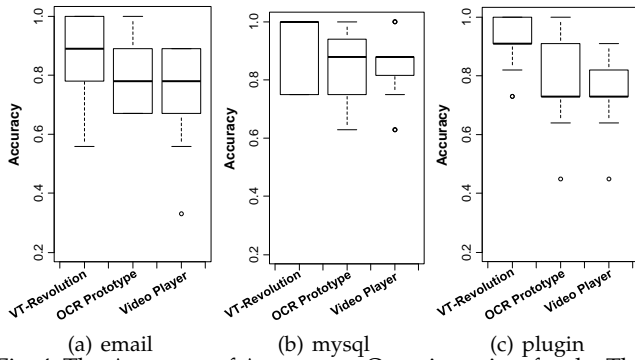 Accuracy
0.2 0.4 0.6 0.8 1.0
VT-Revolution
OCR Prototype
Video Player
(a) email
Accuracy
0.2 0.4 0.6 0.8 1.0
VT-Revolution
OCR Prototype
Video Player
(b) mysql
Accuracy
0.2 0.4 0.6 0.8 1.0
VT-Revolution
OCR Prototype
Video Player
(c) plugin